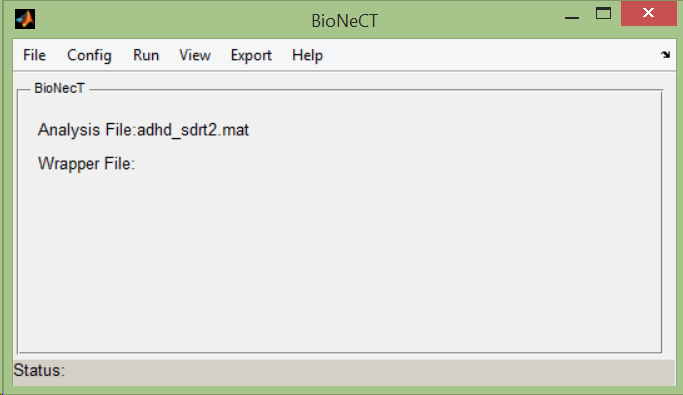 BioNeCT
File Config Run View Export Help
BioNecT
Analysis File:adhd_sdrt2.mat
Wrapper File:
Status: